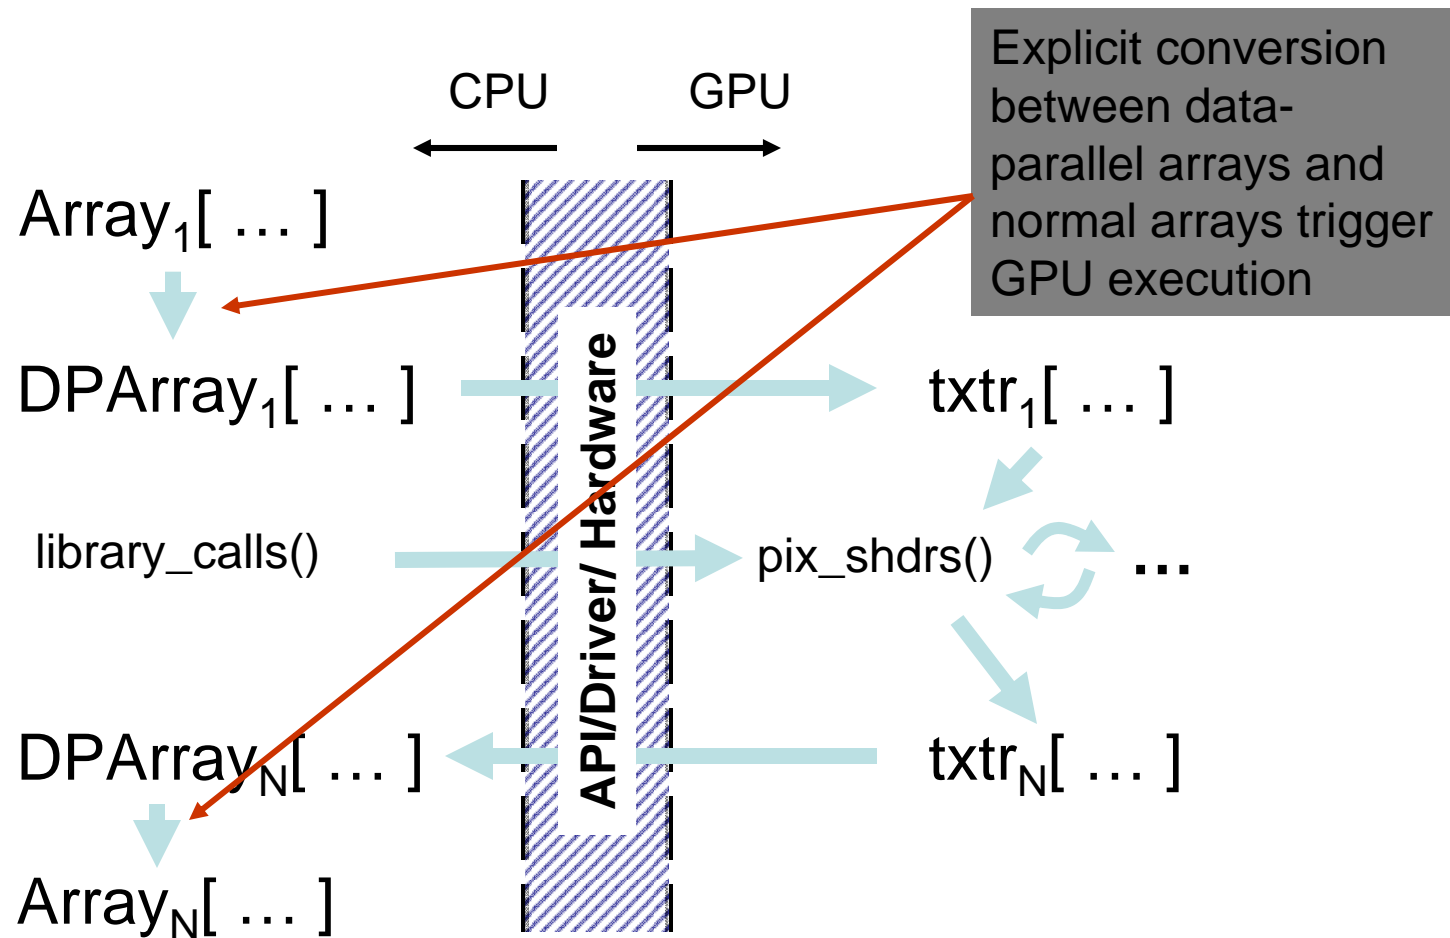 CPU GPU
Explicit conversion
between data-
parallel arrays and
normal arrays trigger
GPU execution
Array₁[ … ]
DPArray₁[ … ]
txtr₁[ … ]
library_calls()
API/Driver/ Hardware
pix_shdrs()
…
DPArrayN[ … ]
txtrN[ … ]
ArrayN[ … ]